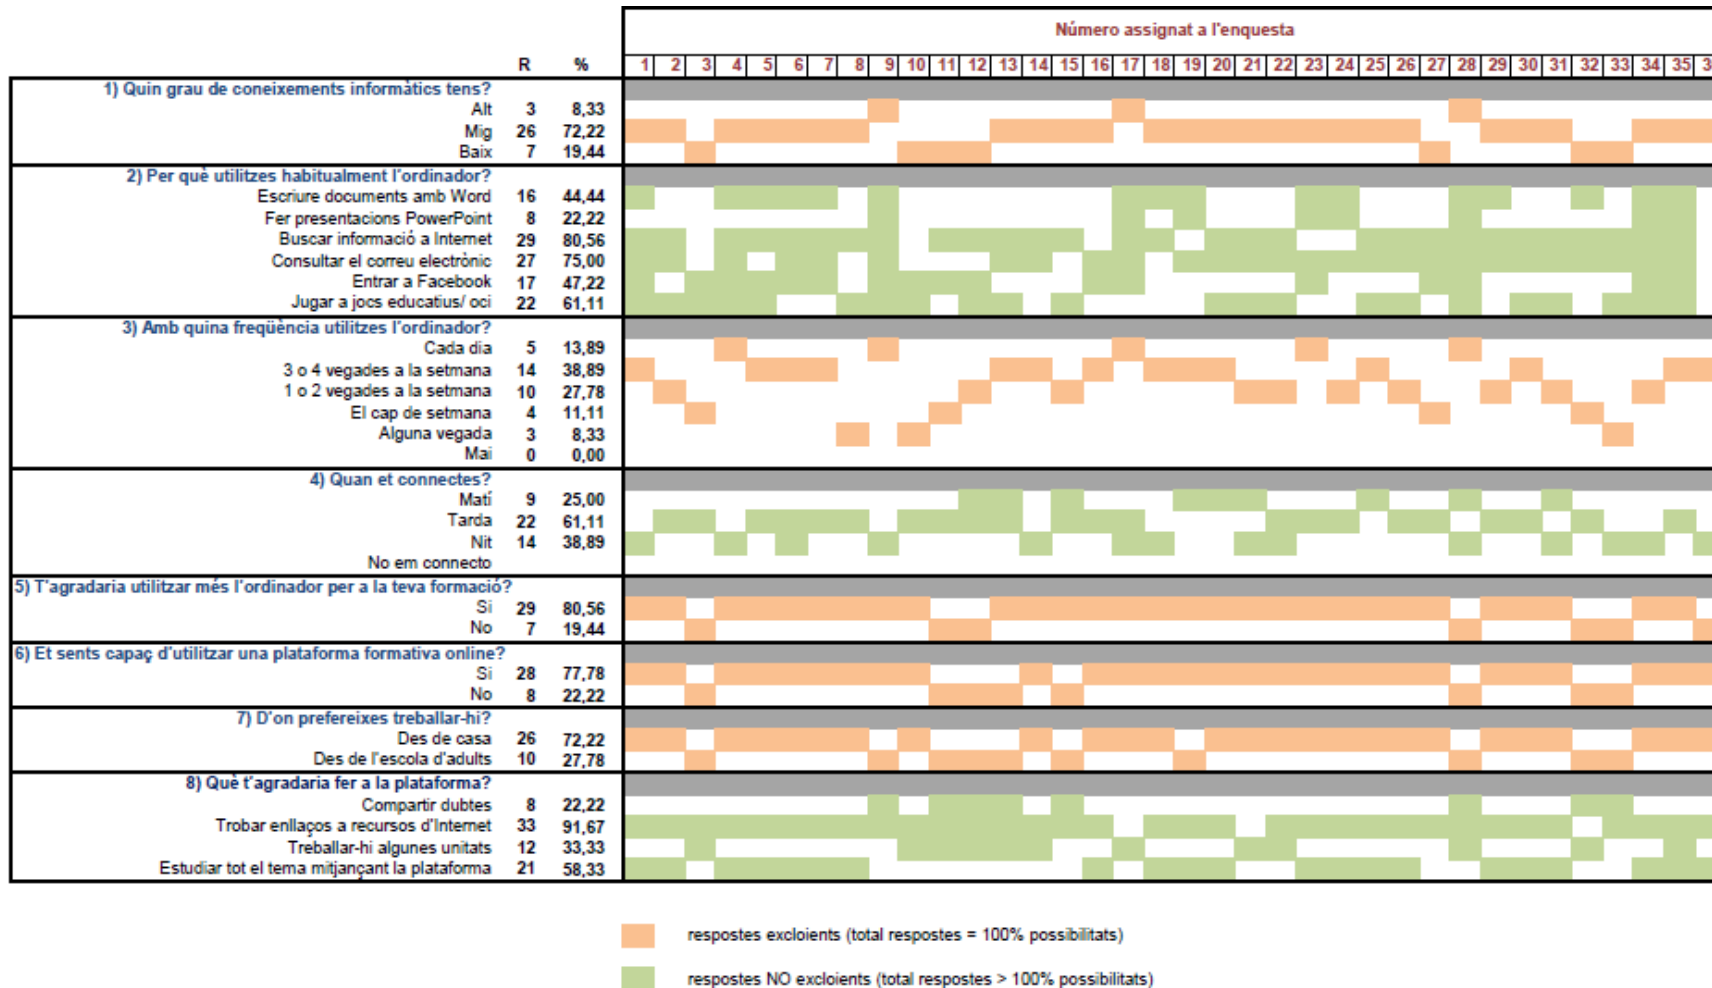 Número assignat a l'enquesta
R % 1 2 3 4 5 6 7 8 9 10 11 12 13 14 15 16 17 18 19 20 21 22 23 24 25 26 27 28 29 30 31 32 33 34 35
1) Quin grau de coneixements informàtics tens?
Alt 3 8,33
Mig 26 72,22
Baix 7 19,44
2) Per què utilitzes habitualment l'ordinador?
Escriure documents amb Word 16 44,44
Fer presentacions PowerPoint 8 22,22
Buscar informació a Internet 29 80,56
Consultar el correu electrònic 27 75,00
Entrar a Facebook 17 47,22
Jugar a jocs educatius/ oci 22 61,11
3) Amb quina freqüència utilitzes l'ordinador?
Cada dia 5 13,89
3 o 4 vegades a la setmana 14 38,89
1 o 2 vegades a la setmana 10 27,78
El cap de setmana 4 11,11
Alguna vegada 3 8,33
Mai 0 0,00
4) Quan et connectes?
Matí 9 25,00
Tarda 22 61,11
Nit 14 38,89
No em connecto
5) T'agradaria utilitzar més l'ordinador per a la teva formació?
Si 29 80,56
No 7 19,44
6) Et sents capaç d'utilitzar una plataforma formativa online?
Si 28 77,78
No 8 22,22
7) D'on prefereixes treballar-hi?
Des de casa 26 72,22
Des de l'escola d'adults 10 27,78
8) Què t'agradaria fer a la plataforma?
Compartir dubtes 8 22,22
Trobar enllaços a recursos d'Internet 33 91,67
Treballar-hi algunes unitats 12 33,33
Estudiar tot el tema mitjançant la plataforma 21 58,33
respostes excloients (total respostes = 100% possibilitats)
respostes NO excloients (total respostes > 100% possibilitats)